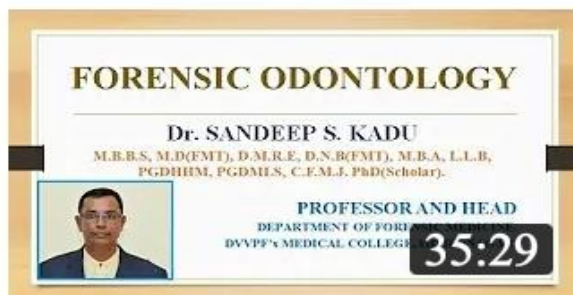 FORENSIC ODONTOLOGY
Dr. SANDEEP S. KADU
M.B.B.S, M.D(FMT), D.M.R.E, D.N.B(FMT), M.B.A, L.L.B,
PGDHHM, PGDMLS, C.F.M.J. PhD(Scholar).
PROFESSOR AND HEAD
DEPARTMENT OF FORENSIC MEDICINE
DVVPF's MEDICAL COLLEGE,
35:29